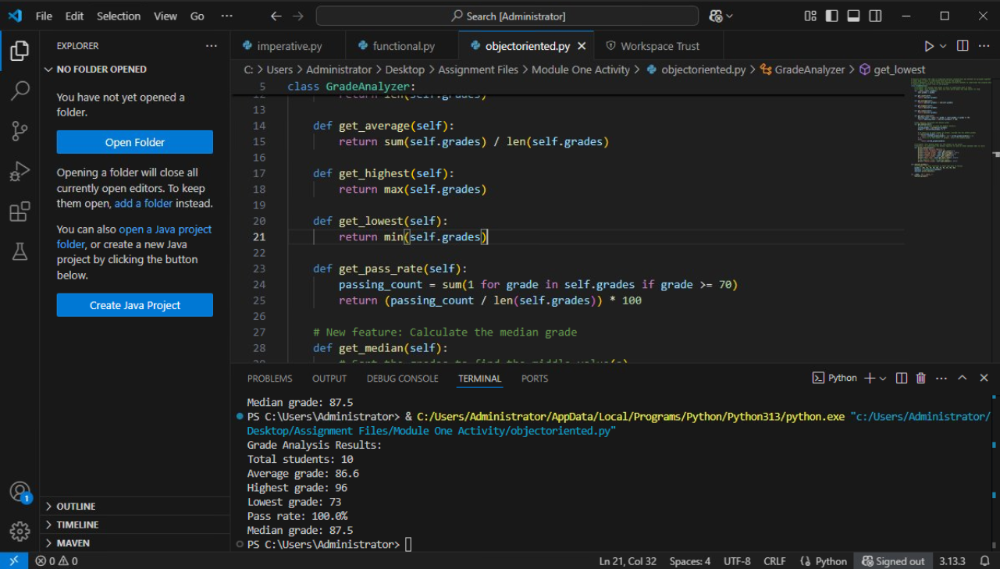 File Edit Selection View Go ··· Search [Administrator]
EXPLORER ···
NO FOLDER OPENED
You have not yet opened a
folder.
Open Folder
Opening a folder will close all
currently open editors. To keep
them open, add a folder instead.
You can also open a Java project
folder, or create a new Java
project by clicking the button
below.
Create Java Project
OUTLINE
TIMELINE
MAVEN
1
imperative.py functional.py objectoriented.py Workspace Trust
C: > Users > Administrator > Desktop > Assignment Files > Module One Activity > objectoriented.py > GradeAnalyzer > get_lowest
5 class GradeAnalyzer:
12 return len(self.grades)
13
14 def get_average(self):
15 return sum(self.grades) / len(self.grades)
16
17 def get_highest(self):
18 return max(self.grades)
19
20 def get_lowest(self):
21 return min(self.grades)
22
23 def get_pass_rate(self):
24 passing_count = sum(1 for grade in self.grades if grade >= 70)
25 return (passing_count / len(self.grades)) * 100
26
27 # New feature: Calculate the median grade
28 def get_median(self):
29 # Sort the grades to find the middle value(s)
PROBLEMS OUTPUT DEBUG CONSOLE TERMINAL PORTS Python
Median grade: 87.5
PS C:\Users\Administrator> & C:/Users/Administrator/AppData/Local/Programs/Python/Python313/python.exe "c:/Users/Administrator/
Desktop/Assignment Files/Module One Activity/objectoriented.py"
Grade Analysis Results:
Total students: 10
Average grade: 86.6
Highest grade: 96
Lowest grade: 73
Pass rate: 100.0%
Median grade: 87.5
PS C:\Users\Administrator>
0 0 Ln 21, Col 32 Spaces: 4 UTF-8 CRLF Python Signed out 3.13.3